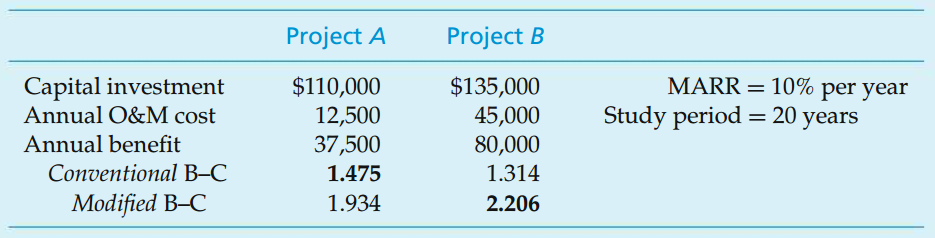 Project A Project B
Capital investment $110,000 $135,000 MARR = 10% per year
Annual O&M cost 12,500 45,000 Study period = 20 years
Annual benefit 37,500 80,000
Conventional B–C 1.475 1.314
Modified B–C 1.934 2.206